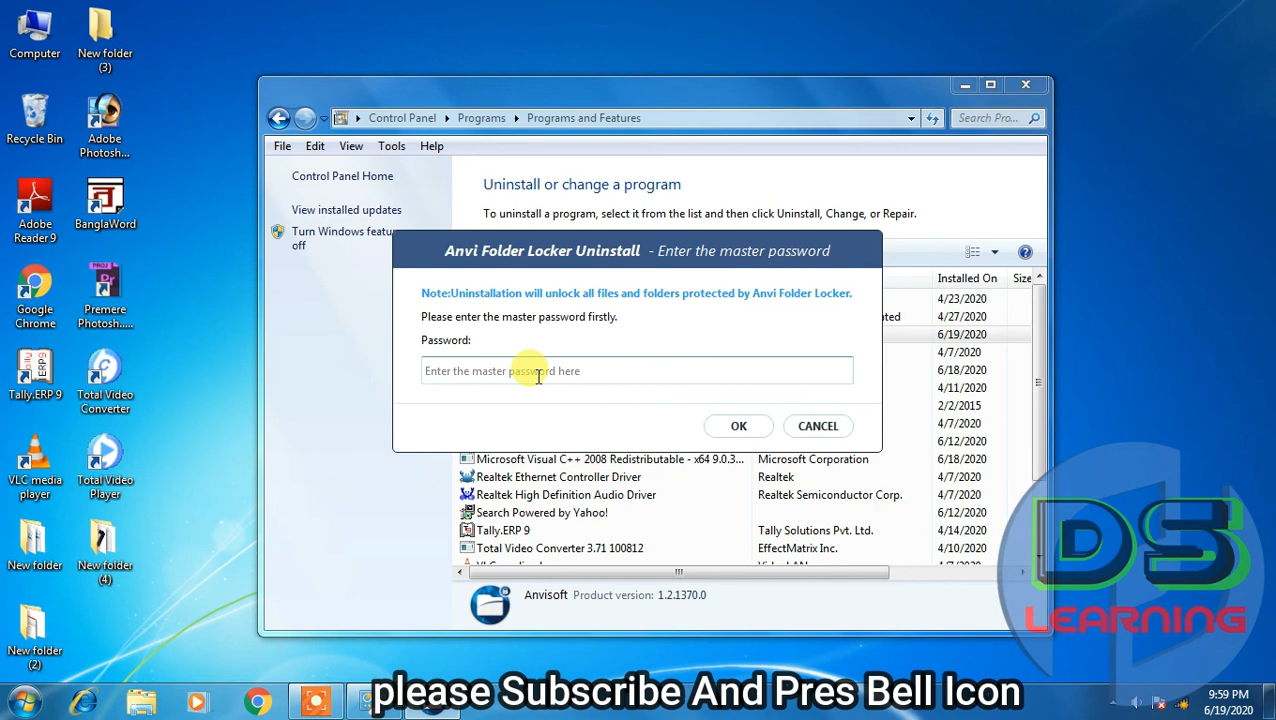 Computer
New folder
(3)
Recycle Bin
Adobe
Photosh...
Adobe
Reader 9
BanglaWord
Google
Chrome
Premere
Photosh.....
Tally.ERP 9
Total Video
Converter
VLC media
player
Total Video
Player
New folder
New folder
(4)
New folder
(2)
Control Panel
Programs
Programs and Features
Search Pro...
File Edit View Tools Help
Control Panel Home
View installed updates
Turn Windows featu
off
Uninstall or change a program
To uninstall a program, select it from the list and then click Uninstall, Change, or Repair.
Anvi Folder Locker Uninstall - Enter the master password
Note:Uninstallation will unlock all files and folders protected by Anvi Folder Locker.
Please enter the master password firstly.
Password:
Enter the master password here
OK CANCEL
Installed On Size
4/23/2020
ated 4/27/2020
6/19/2020
4/7/2020
6/18/2020
4/11/2020
2/2/2015
4/7/2020
6/12/2020
Microsoft Visual C++ 2008 Redistributable - x64 9.0.3... Microsoft Corporation 6/18/2020
Realtek Ethernet Controller Driver Realtek 4/7/2020
Realtek High Definition Audio Driver Realtek Semiconductor Corp. 4/7/2020
Search Powered by Yahoo! 6/12/2020
Tally.ERP 9 Tally Solutions Pvt. Ltd. 4/14/2020
Total Video Converter 3.71 100812 EffectMatrix Inc. 4/10/2020
Anvisoft Product version: 1.2.1370.0
DS
LEARNING
please Subscribe And Pres Bell Icon
9:59 PM
6/19/2020